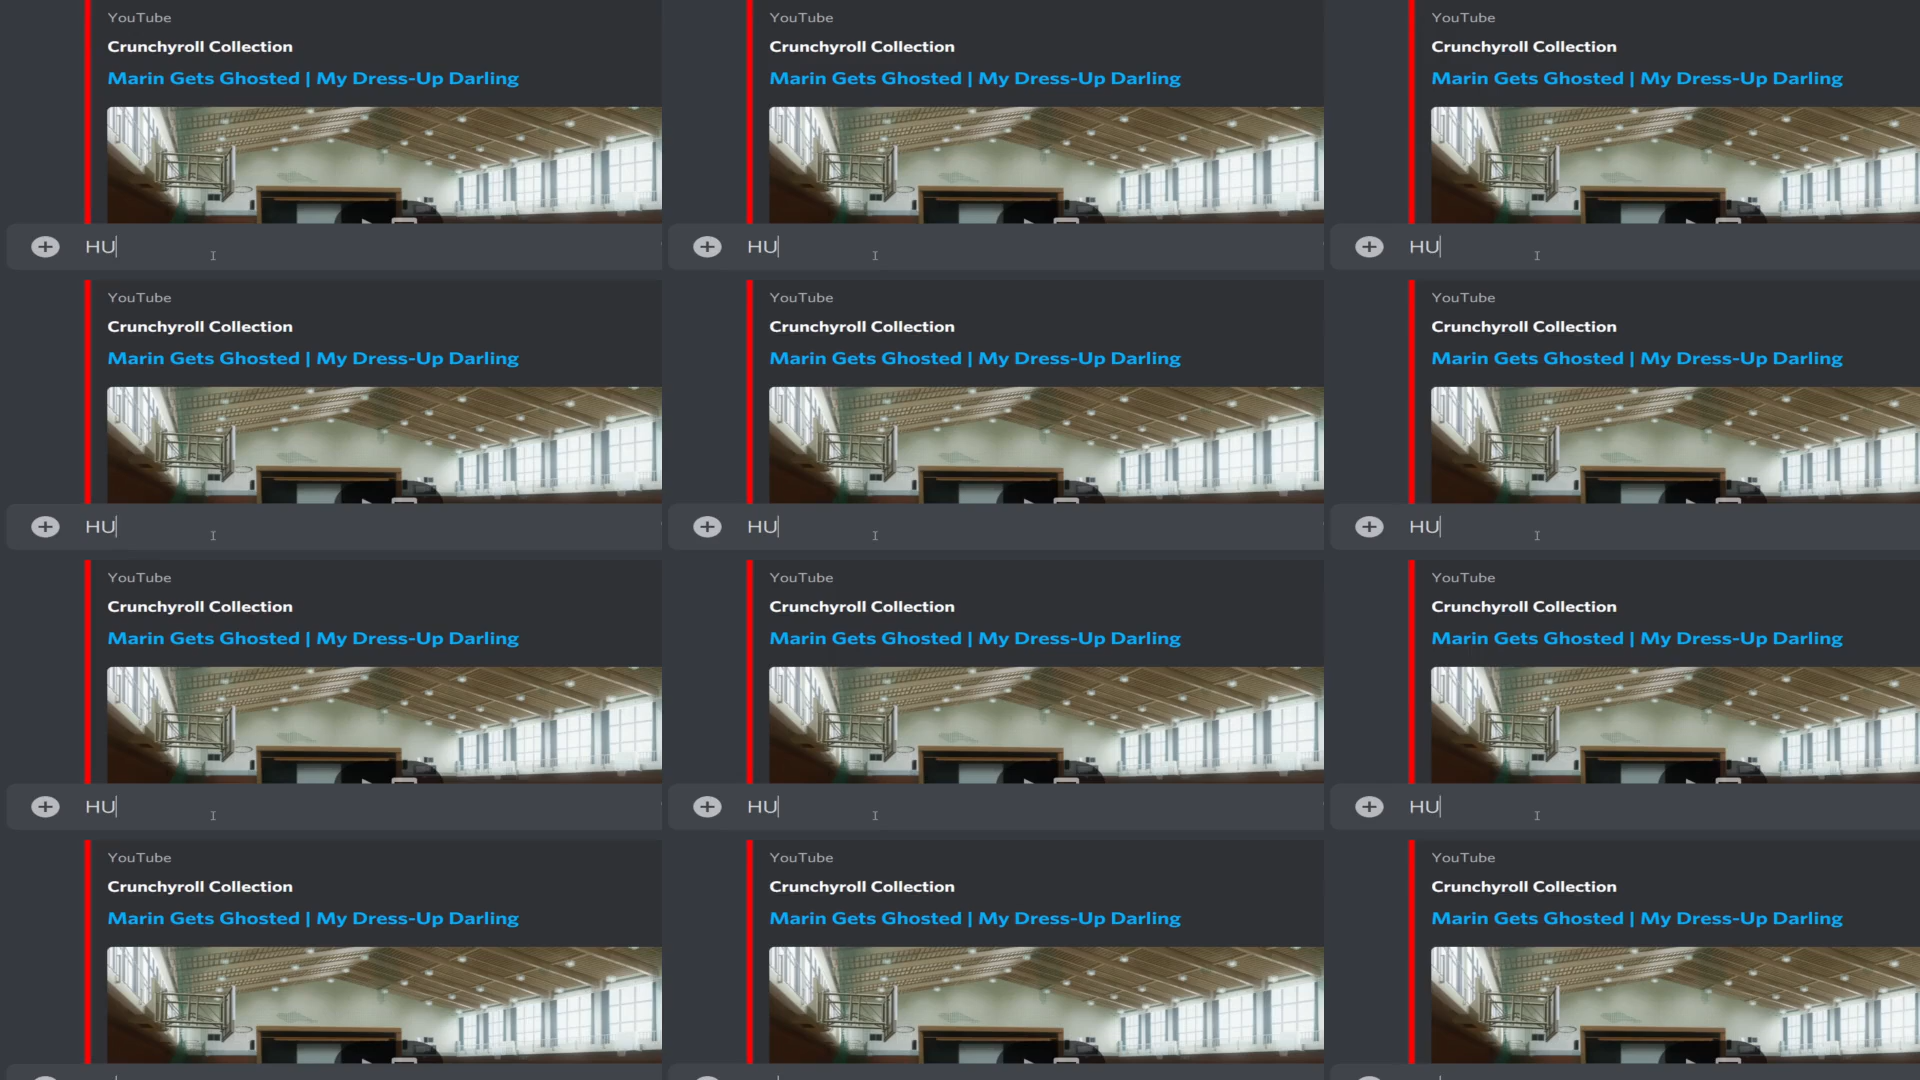 YouTube YouTube YouTube
Crunchyroll Collection Crunchyroll Collection Crunchyroll Collection
Marin Gets Ghosted | My Dress-Up Darling Marin Gets Ghosted | My Dress-Up Darling Marin Gets Ghosted | My Dress-Up Darling
HU HU HU
YouTube YouTube YouTube
Crunchyroll Collection Crunchyroll Collection Crunchyroll Collection
Marin Gets Ghosted | My Dress-Up Darling Marin Gets Ghosted | My Dress-Up Darling Marin Gets Ghosted | My Dress-Up Darling
HU HU HU
YouTube YouTube YouTube
Crunchyroll Collection Crunchyroll Collection Crunchyroll Collection
Marin Gets Ghosted | My Dress-Up Darling Marin Gets Ghosted | My Dress-Up Darling Marin Gets Ghosted | My Dress-Up Darling
HU HU HU
YouTube YouTube YouTube
Crunchyroll Collection Crunchyroll Collection Crunchyroll Collection
Marin Gets Ghosted | My Dress-Up Darling Marin Gets Ghosted | My Dress-Up Darling Marin Gets Ghosted | My Dress-Up Darling